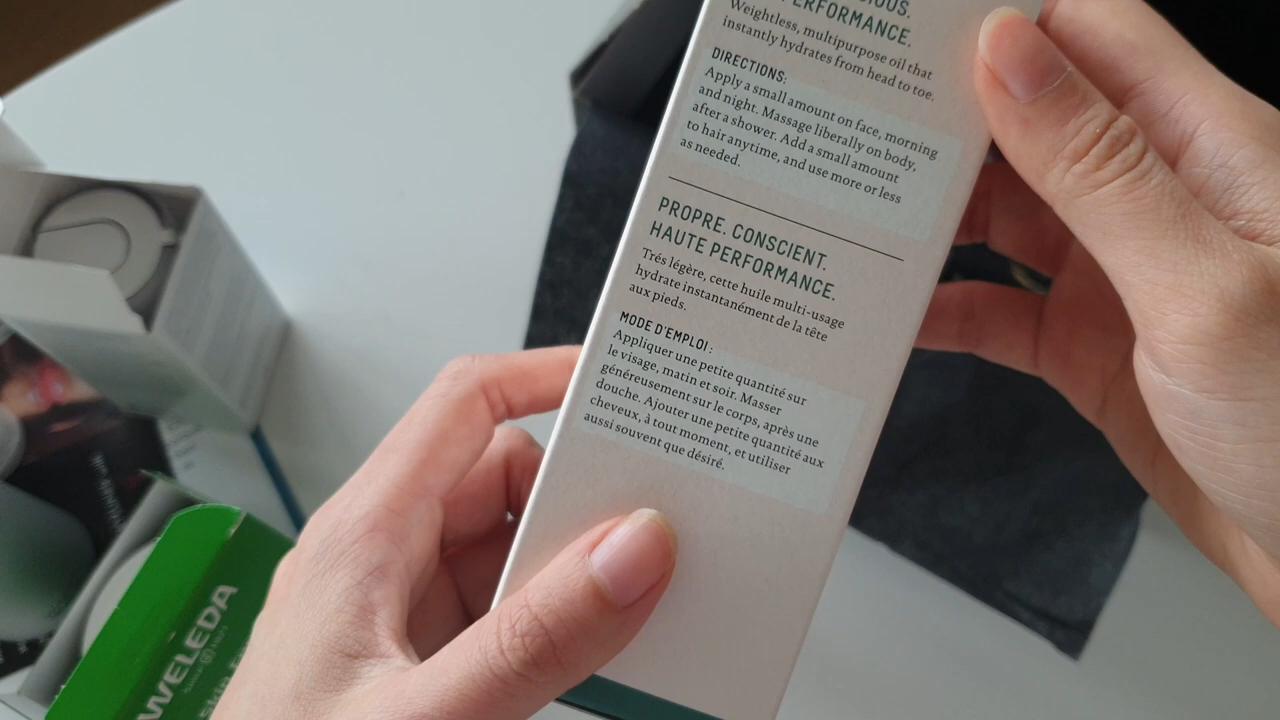 PERFORMANCE.
Weightless, multipurpose oil that
instantly hydrates from head to toe.
DIRECTIONS:
Apply a small amount on face, morning
and night. Massage liberally on body,
after a shower. Add a small amount
to hair anytime, and use more or less
as needed.
PROPRE. CONSCIENT.
HAUTE PERFORMANCE.
Trés légère, cette huile multi-usage
hydrate instantanément de la tête
aux pieds.
MODE D'EMPLOI :
Appliquer une petite quantité sur
le visage, matin et soir. Masser
généreusement sur le corps, après une
douche. Ajouter une petite quantité aux
cheveux, à tout moment, et utiliser
aussi souvent que désiré.
WELEDA
Skin